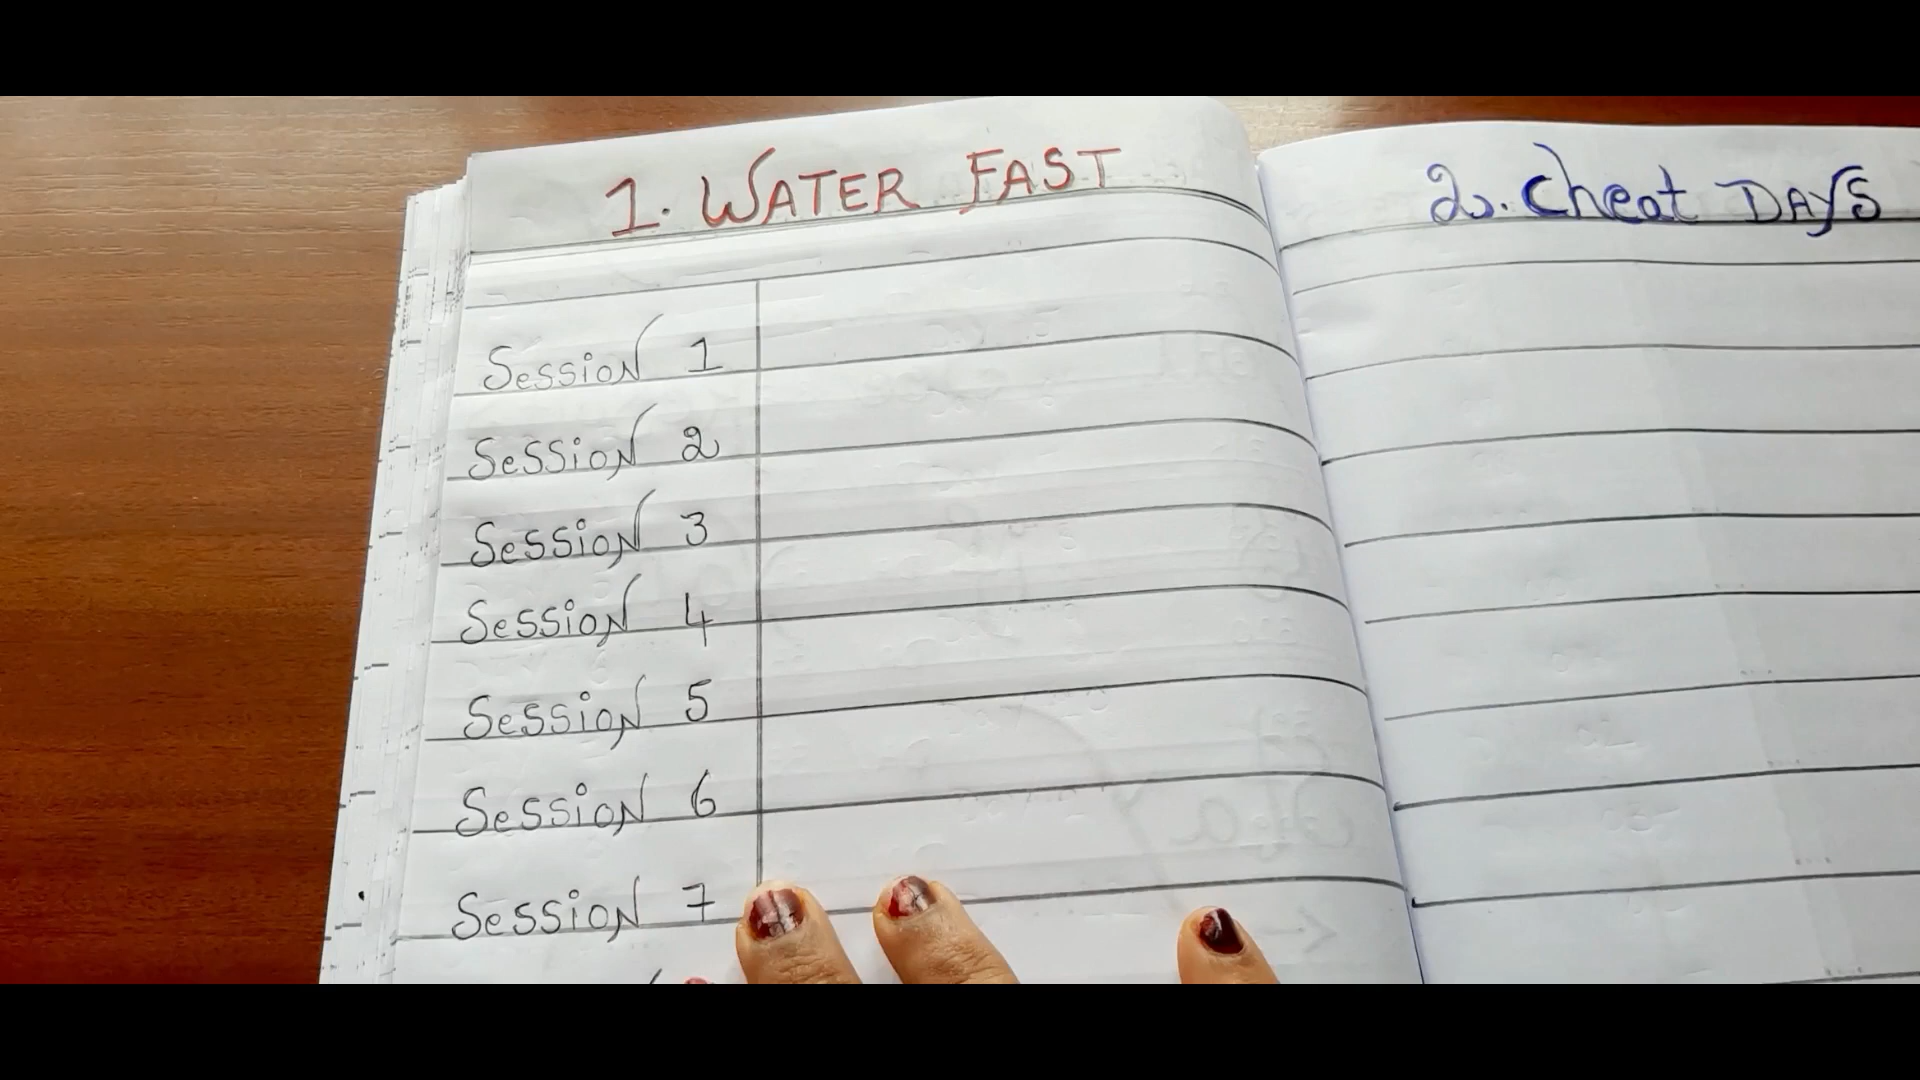 1. WATER FAST
Session 1
Session 2
Session 3
Session 4
Session 5
Session 6
Session 7
2. Cheat DAYS